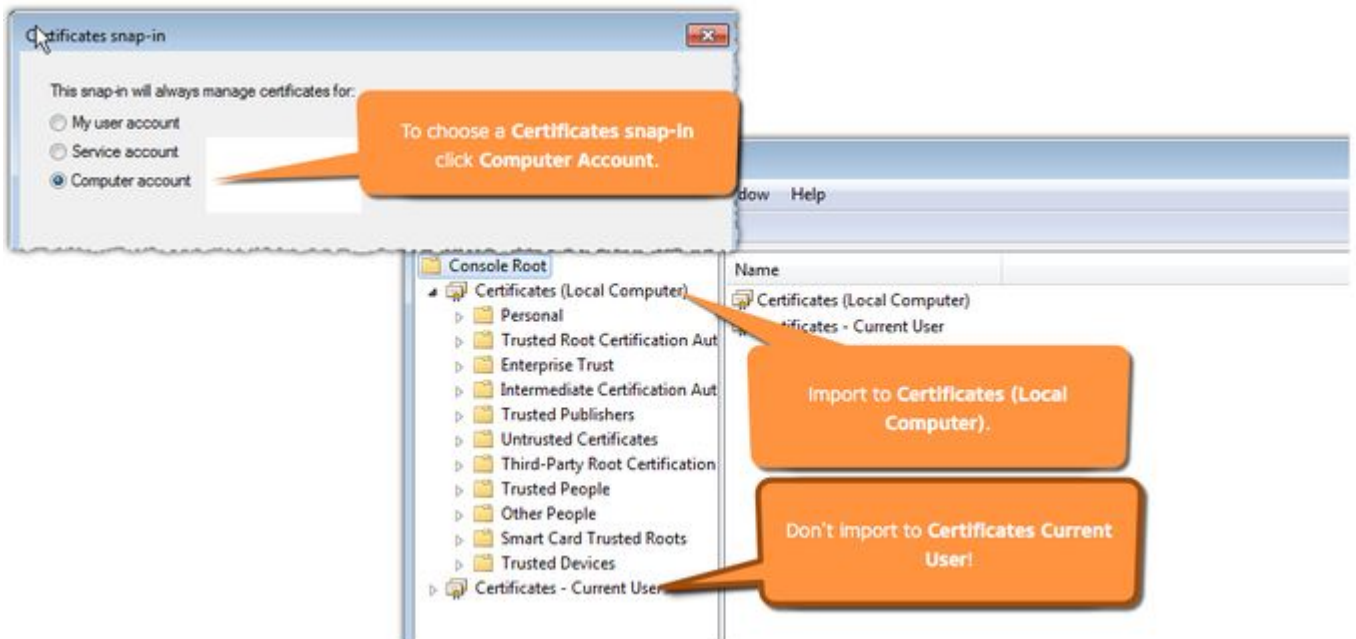 Certificates snap-in
This snap-in will always manage certificates for:
My user account
Service account
Computer account
To choose a Certificates snap-in
click Computer Account.
dow Help
Console Root
Certificates (Local Computer)
Personal
Trusted Root Certification Aut
Enterprise Trust
Intermediate Certification Aut
Trusted Publishers
Untrusted Certificates
Third-Party Root Certification
Trusted People
Other People
Smart Card Trusted Roots
Trusted Devices
Certificates - Current User
Name
Certificates (Local Computer)
Certificates - Current User
Import to Certificates (Local
Computer).
Don't import to Certificates Current
User!